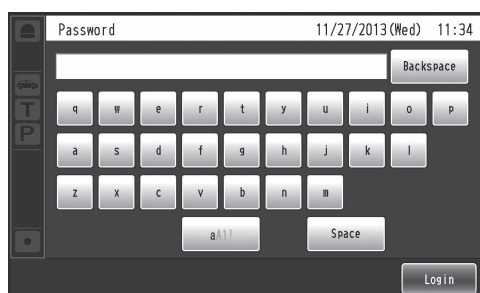 Password 11/27/2013(Wed) 11:34
Backspace
q w e r t y u i o p
T
a s d f g h j k l
P
z x c v b n m
aA1! Space
Login